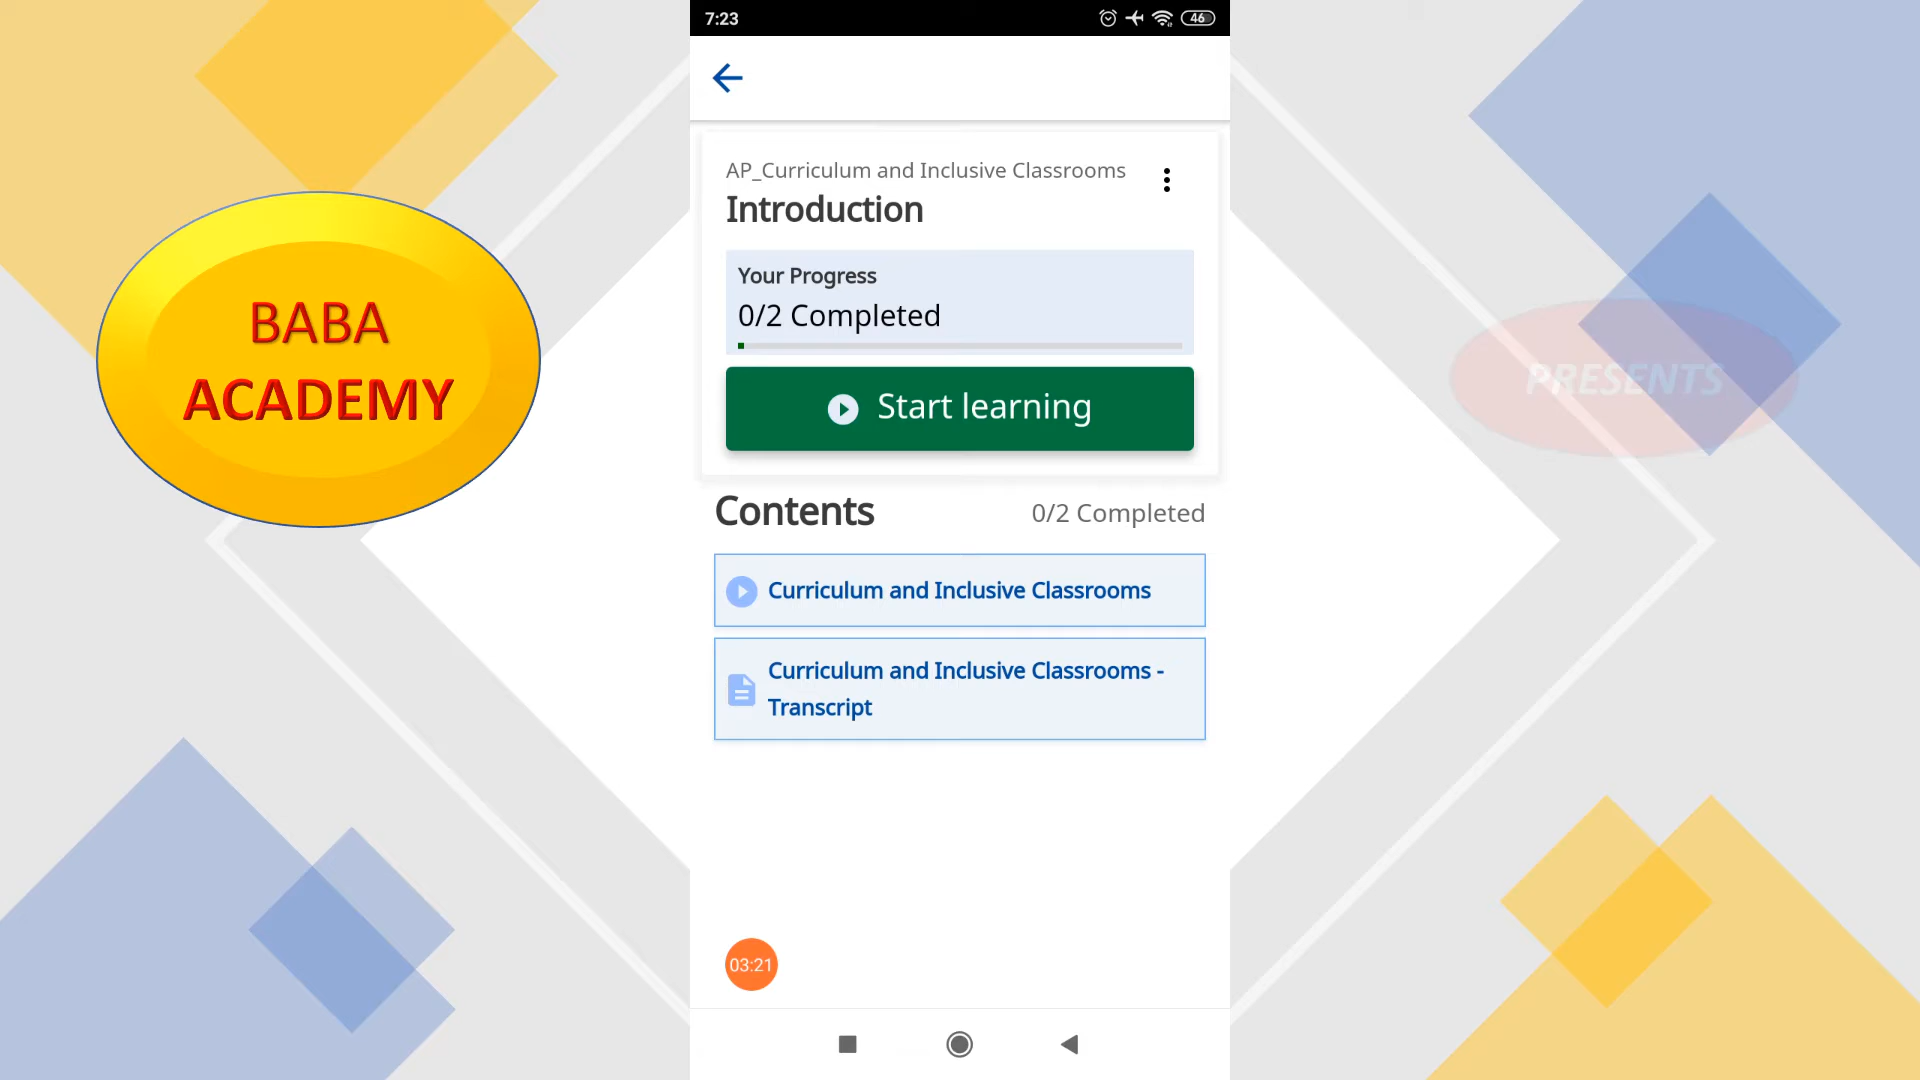 7:23
46
AP_Curriculum and Inclusive Classrooms
Introduction
Your Progress
0/2 Completed
Start learning
Contents
0/2 Completed
Curriculum and Inclusive Classrooms
Curriculum and Inclusive Classrooms -
Transcript
03:21
BABA
ACADEMY
PRESENTS